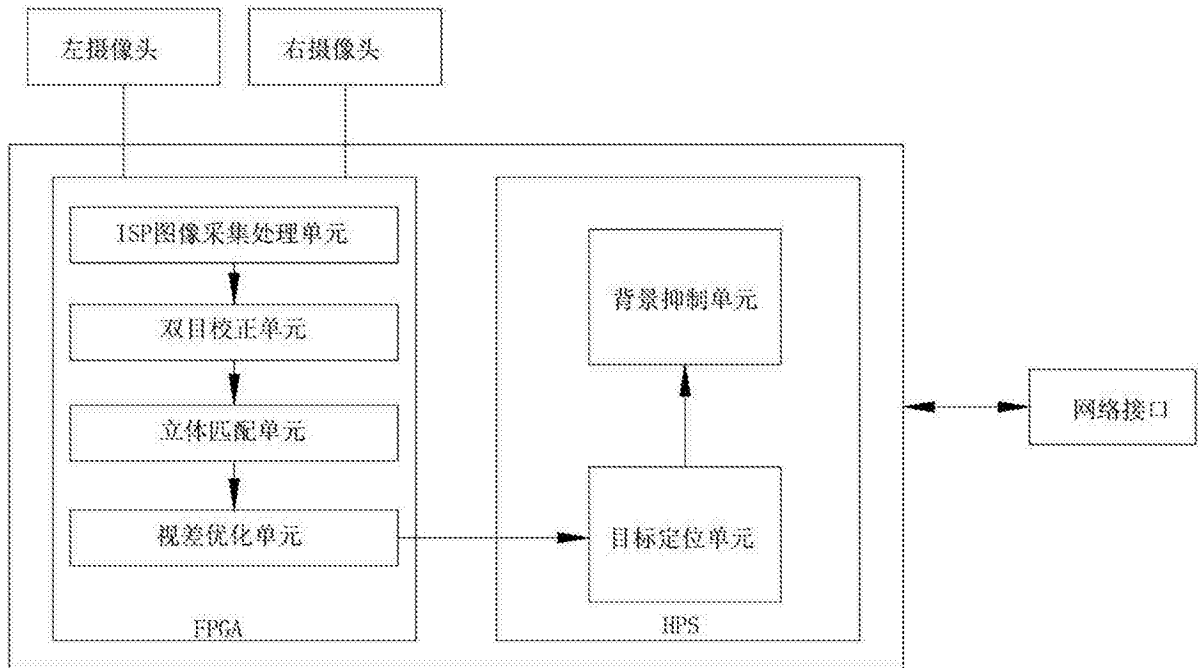 左摄像头
右摄像头
ISP图像采集处理单元
双目校正单元
立体匹配单元
视差优化单元
FPGA
背景抑制单元
目标定位单元
HPS
网络接口